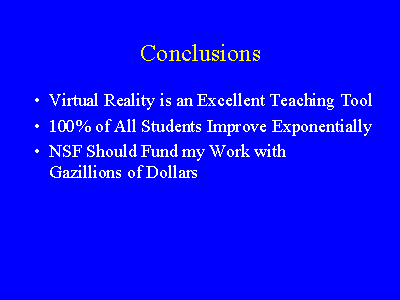 Conclusions
• Virtual Reality is an Excellent Teaching Tool
• 100% of All Students Improve Exponentially
• NSF Should Fund my Work with
Gazillions of Dollars